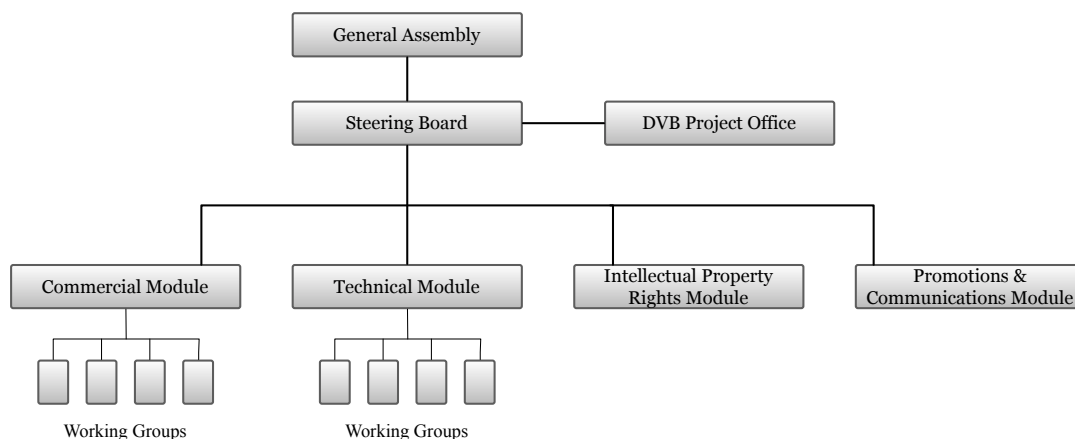 General Assembly
Steering Board
DVB Project Office
Commercial Module
Technical Module
Intellectual Property
Rights Module
Promotions &
Communications Module
Working Groups
Working Groups